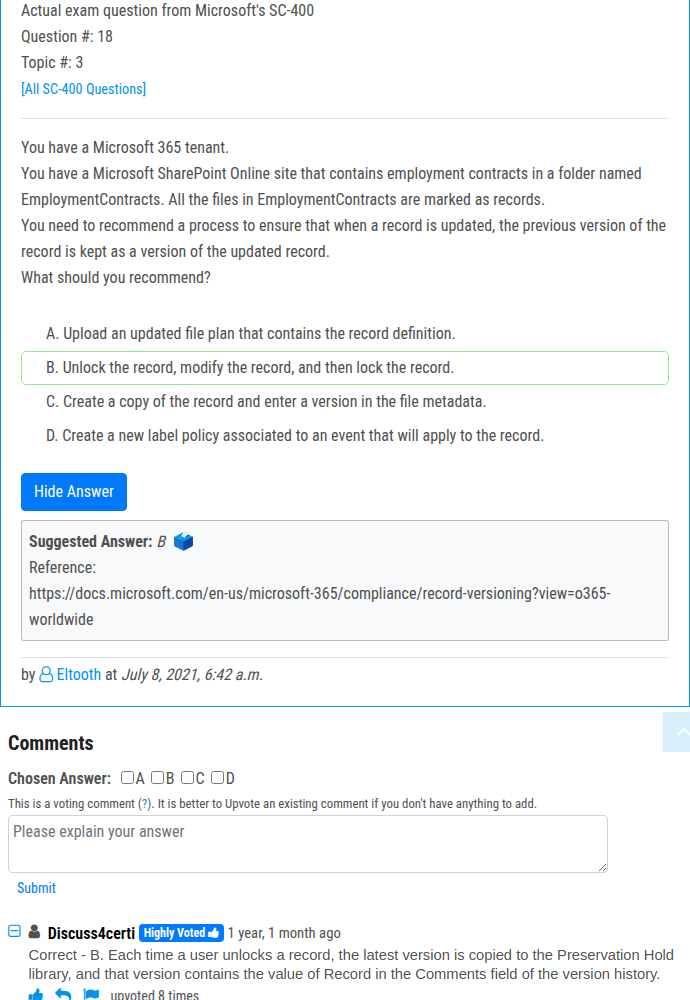 Actual exam question from Microsoft's SC-400
Question #: 18
Topic #: 3
[All SC-400 Questions]
You have a Microsoft 365 tenant.
You have a Microsoft SharePoint Online site that contains employment contracts in a folder named
EmploymentContracts. All the files in EmploymentContracts are marked as records.
You need to recommend a process to ensure that when a record is updated, the previous version of the
record is kept as a version of the updated record.
What should you recommend?
A. Upload an updated file plan that contains the record definition.
B. Unlock the record, modify the record, and then lock the record.
C. Create a copy of the record and enter a version in the file metadata.
D. Create a new label policy associated to an event that will apply to the record.
Hide Answer
Suggested Answer: B
Reference:
https://docs.microsoft.com/en-us/microsoft-365/compliance/record-versioning?view=o365-
worldwide
by Eltooth at July 8, 2021, 6:42 a.m.
Comments
Chosen Answer: A B C D
This is a voting comment (?). It is better to Upvote an existing comment if you don't have anything to add.
Please explain your answer
Submit
Discuss4certi Highly Voted 1 year, 1 month ago
Correct - B. Each time a user unlocks a record, the latest version is copied to the Preservation Hold
library, and that version contains the value of Record in the Comments field of the version history.
upvoted 8 times